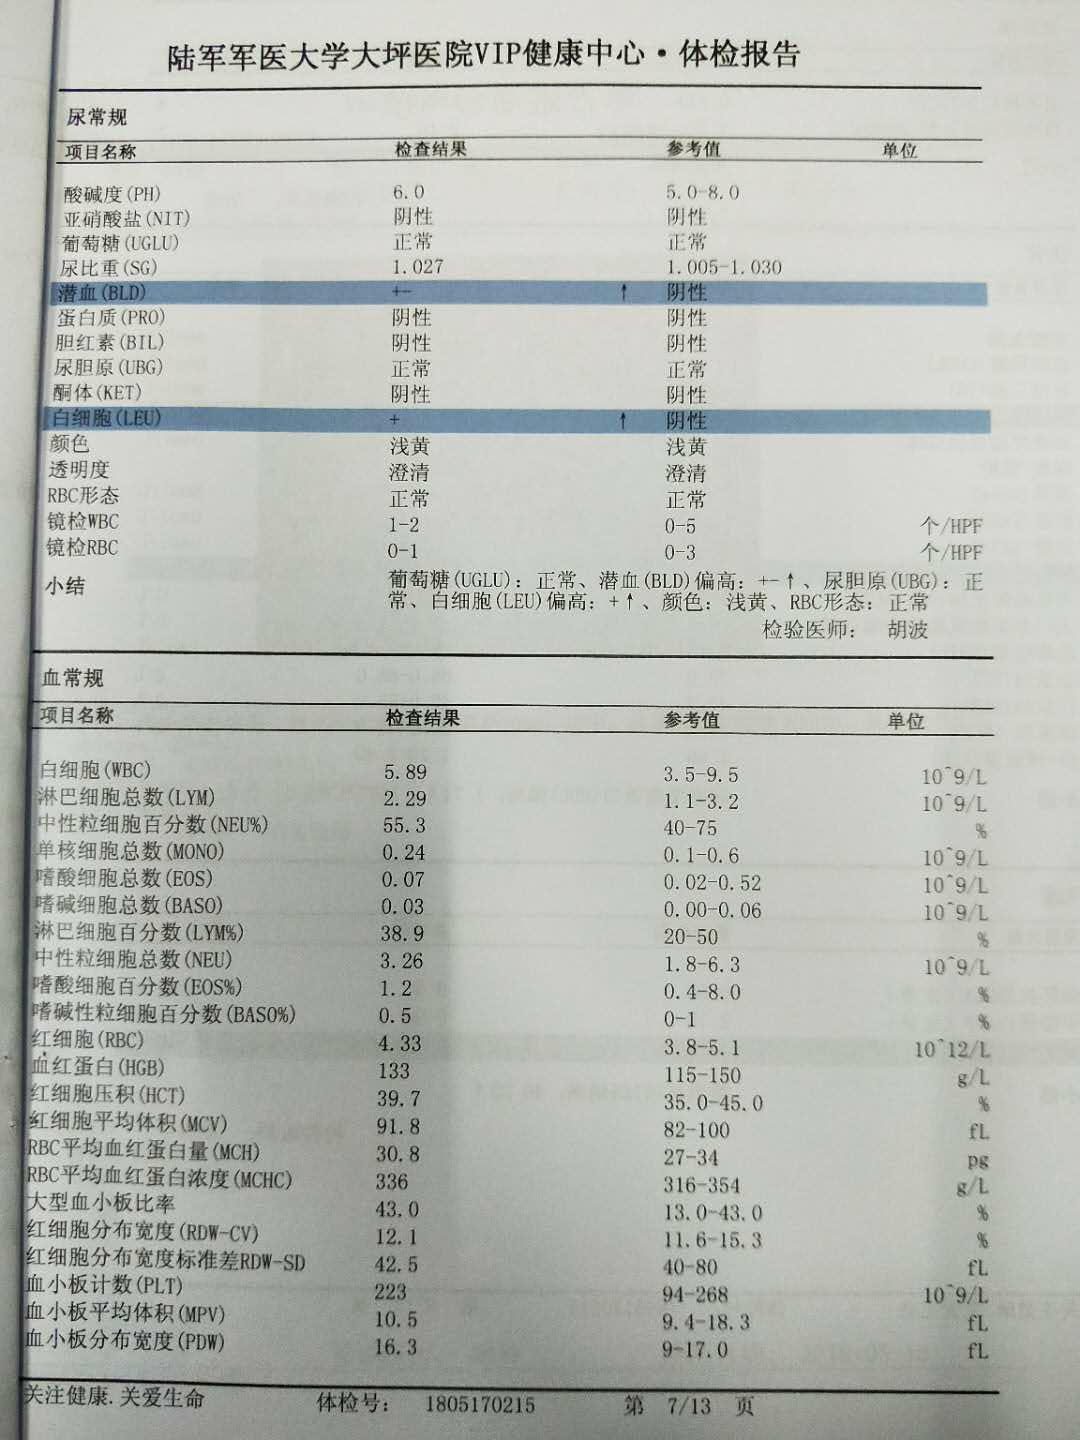 陆军军医大学大坪医院VIP健康中心·体检报告
尿常规
项目名称 检查结果 参考值 单位
酸碱度(PH) 6.0 5.0-8.0
亚硝酸盐(NIT) 阴性 阴性
葡萄糖(UGLU) 正常 正常
尿比重(SG) 1.027 1.005-1.030
潜血(BLD) +- ↑ 阴性
蛋白质(PRO) 阴性 阴性
胆红素(BIL) 阴性 阴性
尿胆原(UBG) 正常 正常
酮体(KET) 阴性 阴性
白细胞(LEU) + ↑ 阴性
颜色 浅黄 浅黄
透明度 澄清 澄清
RBC形态 正常 正常
镜检WBC 1-2 0-5 个/HPF
镜检RBC 0-1 0-3 个/HPF
小结 葡萄糖(UGLU): 正常、潜血(BLD)偏高: +-↑、尿胆原(UBG): 正
常、白细胞(LEU)偏高: +↑、颜色: 浅黄、RBC形态: 正常
检验医师: 胡波
血常规
项目名称 检查结果 参考值 单位
白细胞(WBC) 5.89 3.5-9.5 10^9/L
淋巴细胞总数(LYM) 2.29 1.1-3.2 10^9/L
中性粒细胞百分数(NEU%) 55.3 40-75 %
单核细胞总数(MONO) 0.24 0.1-0.6 10^9/L
嗜酸细胞总数(EOS) 0.07 0.02-0.52 10^9/L
嗜碱细胞总数(BASO) 0.03 0.00-0.06 10^9/L
淋巴细胞百分数(LYM%) 38.9 20-50 %
中性粒细胞总数(NEU) 3.26 1.8-6.3 10^9/L
嗜酸细胞百分数(EOS%) 1.2 0.4-8.0 %
嗜碱性粒细胞百分数(BASO%) 0.5 0-1 %
红细胞(RBC) 4.33 3.8-5.1 10^12/L
血红蛋白(HGB) 133 115-150 g/L
红细胞压积(HCT) 39.7 35.0-45.0 %
红细胞平均体积(MCV) 91.8 82-100 fL
RBC平均血红蛋白量(MCH) 30.8 27-34 pg
RBC平均血红蛋白浓度(MCHC) 336 316-354 g/L
大型血小板比率 43.0 13.0-43.0 %
红细胞分布宽度(RDW-CV) 12.1 11.6-15.3 %
红细胞分布宽度标准差RDW-SD 42.5 40-80 fL
血小板计数(PLT) 223 94-268 10^9/L
血小板平均体积(MPV) 10.5 9.4-18.3 fL
血小板分布宽度(PDW) 16.3 9-17.0 fL
关注健康.关爱生命 体检号: 1805170215 第 7/13 页